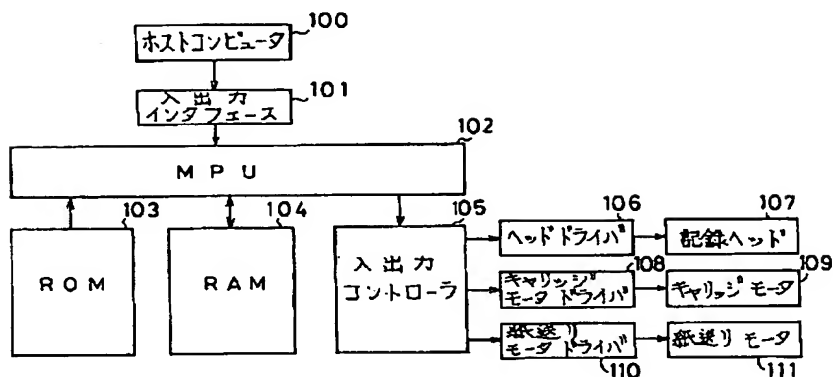 100
ホストコンピュータ
101
入出力
インタフェース
102
MPU
103
ROM
104
RAM
105
入出力
コントローラ
106
ヘッドドライバ
107
記録ヘッド
108
キャリッジ
モータドライバ
109
キャリッジモータ
紙送り
モータドライバ
110
紙送りモータ
111